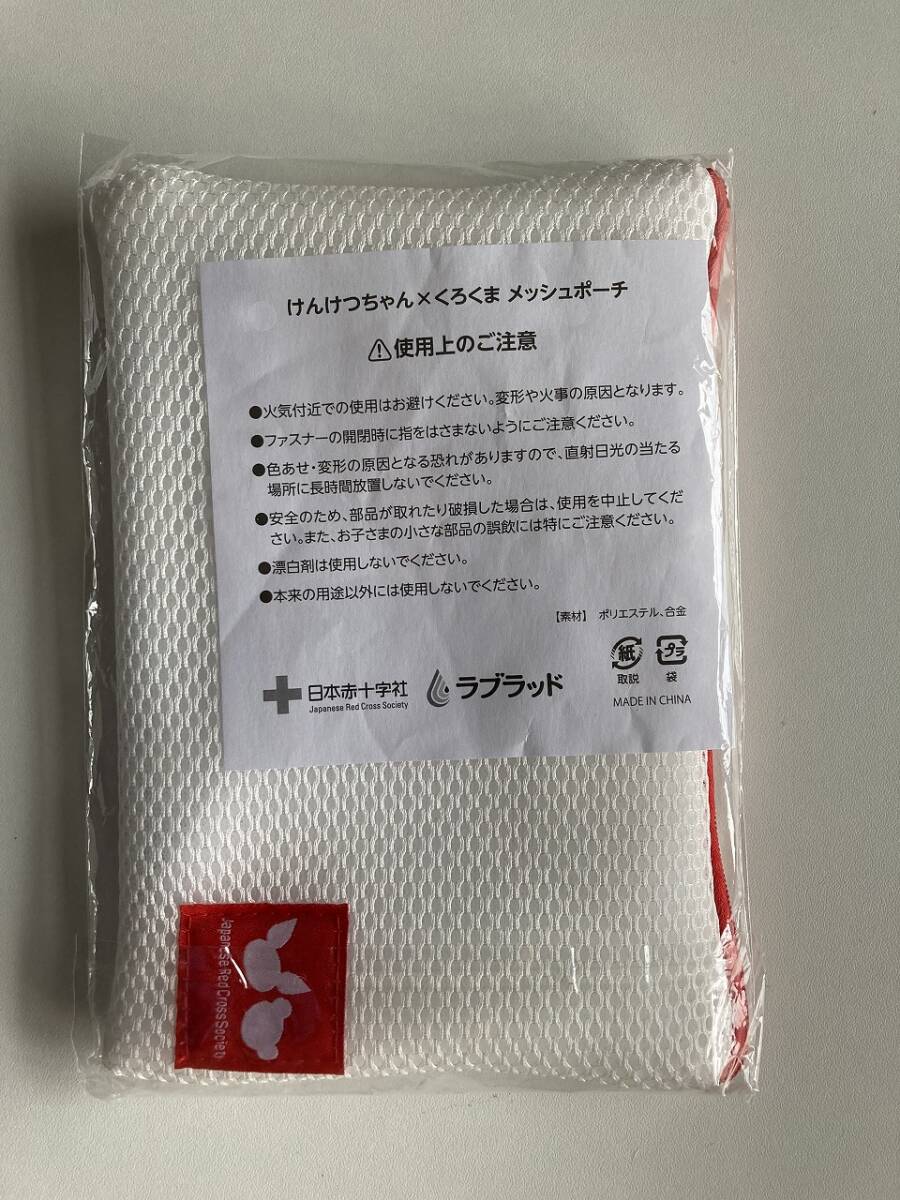 けんけつちゃん×くろくま メッシュポーチ
⚠使用上のご注意
●火気付近での使用はお避けください。変形や火事の原因となります。
●ファスナーの開閉時に指をはさまないようにご注意ください。
●色あせ・変形の原因となる恐れがありますので、直射日光の当たる
場所に長時間放置しないでください。
●安全のため、部品が取れたり破損した場合は、使用を中止してくだ
さい。また、お子さまの小さな部品の誤飲には特にご注意ください。
●漂白剤は使用しないでください。
●本来の用途以外には使用しないでください。
【素材】 ポリエステル、合金
紙
取説
プラ
袋
日本赤十字社
Japanese Red Cross Society
ラブラッド
MADE IN CHINA
Japanese Red Cross Society